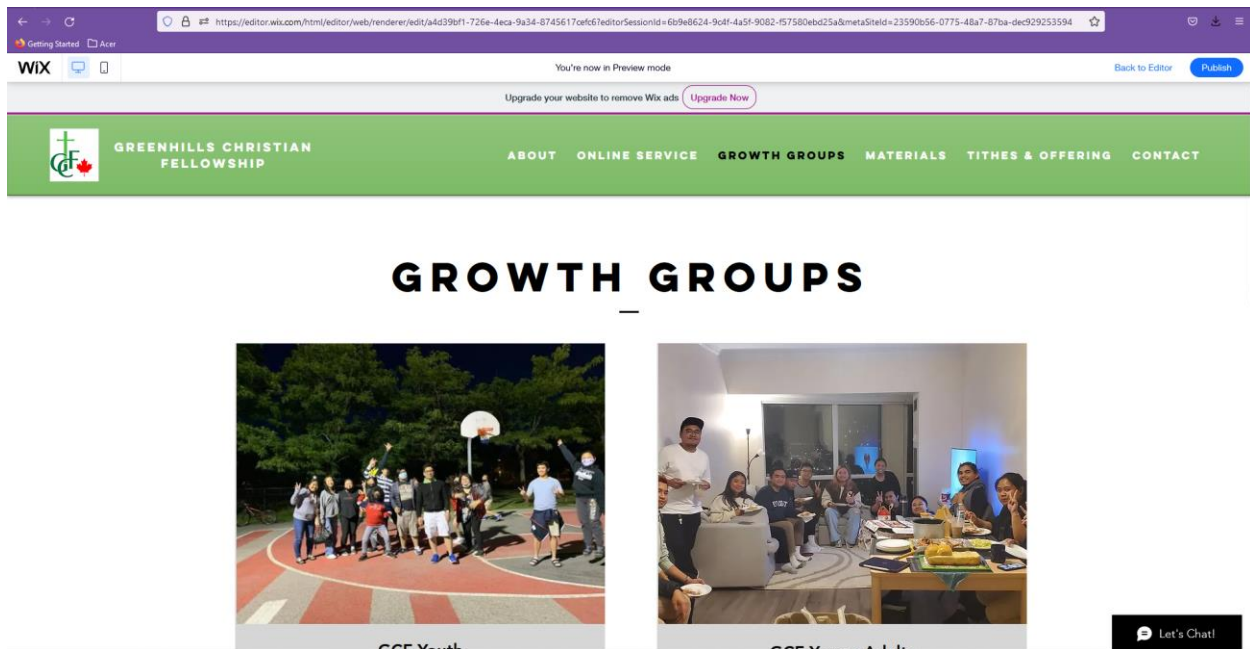 https://editor.wix.com/html/editor/web/renderer/edit/a4d39bf1-726e-4eca-9a34-8745617cefc6?editorSessionId=6b9e8624-9c4f-4a5f-9082-f57580ebd25a&metaSiteId=23590b56-0775-48a7-87ba-dec929253594
Getting Started Acer
WiX You're now in Preview mode Back to Editor Publish
Upgrade your website to remove Wix ads Upgrade Now
GCF
GREENHILLS CHRISTIAN
FELLOWSHIP
ABOUT ONLINE SERVICE GROWTH GROUPS MATERIALS TITHES & OFFERING CONTACT
GROWTH GROUPS
GCF Youth
Let's Chat!